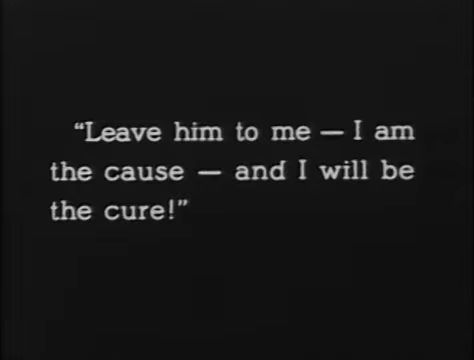 “Leave him to me — I am
the cause — and I will be
the cure!”